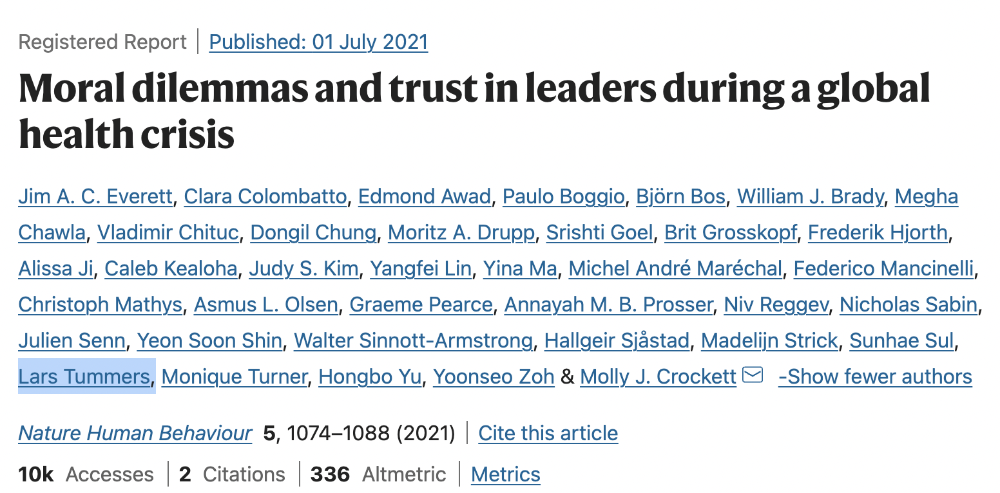 Registered Report | Published: 01 July 2021
Moral dilemmas and trust in leaders during a global
health crisis
Jim A. C. Everett, Clara Colombatto, Edmond Awad, Paulo Boggio, Björn Bos, William J. Brady, Megha
Chawla, Vladimir Chituc, Dongil Chung, Moritz A. Drupp, Srishti Goel, Brit Grosskopf, Frederik Hjorth,
Alissa Ji, Caleb Kealoha, Judy S. Kim, Yangfei Lin, Yina Ma, Michel André Maréchal, Federico Mancinelli,
Christoph Mathys, Asmus L. Olsen, Graeme Pearce, Annayah M. B. Prosser, Niv Reggev, Nicholas Sabin,
Julien Senn, Yeon Soon Shin, Walter Sinnott-Armstrong, Hallgeir Sjåstad, Madelijn Strick, Sunhae Sul,
Lars Tummers, Monique Turner, Hongbo Yu, Yoonseo Zoh & Molly J. Crockett -Show fewer authors
Nature Human Behaviour 5, 1074–1088 (2021) | Cite this article
10k Accesses | 2 Citations | 336 Altmetric | Metrics